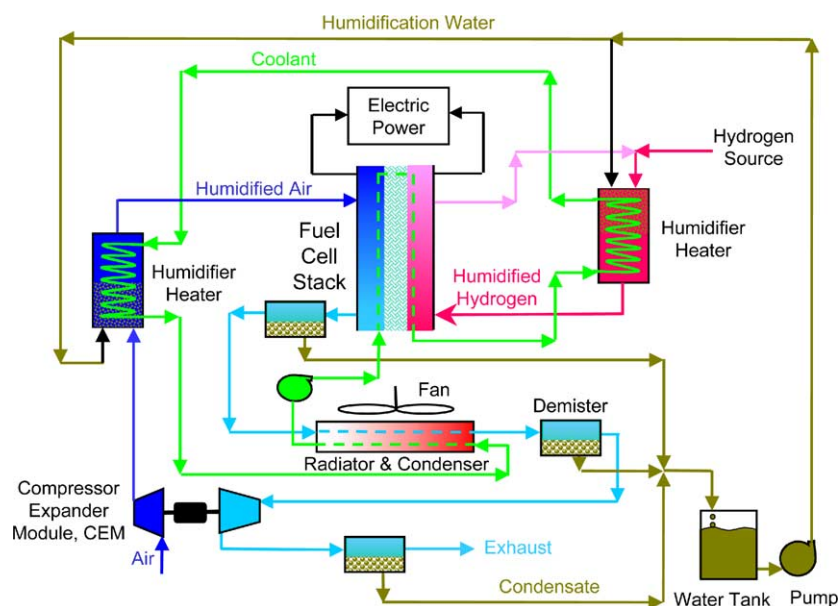 Humidification Water
Coolant
Electric
Power
Hydrogen
Source
Humidified Air
Fuel
Cell
Stack
Humidifier
Heater
Humidifier
Heater
Humidified
Hydrogen
Fan
Demister
Radiator & Condenser
Compressor
Expander
Module, CEM
Air
Exhaust
Condensate
Water Tank
Pump